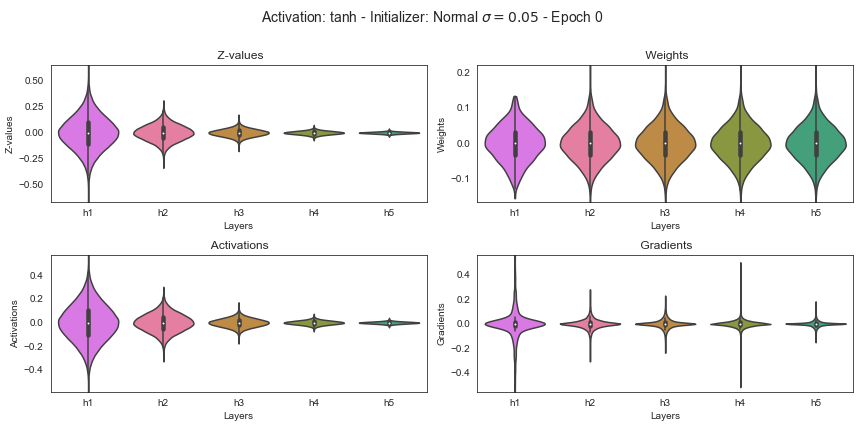 Activation: tanh - Initializer: Normal σ = 0.05 - Epoch 0
Z-values
Z-values
0.50
0.25
0.00
−0.25
−0.50
h1 h2 h3 h4 h5
Layers
Weights
Weights
0.2
0.1
0.0
−0.1
h1 h2 h3 h4 h5
Layers
Activations
Activations
0.4
0.2
0.0
−0.2
−0.4
h1 h2 h3 h4 h5
Layers
Gradients
Gradients
0.4
0.2
0.0
−0.2
−0.4
h1 h2 h3 h4 h5
Layers